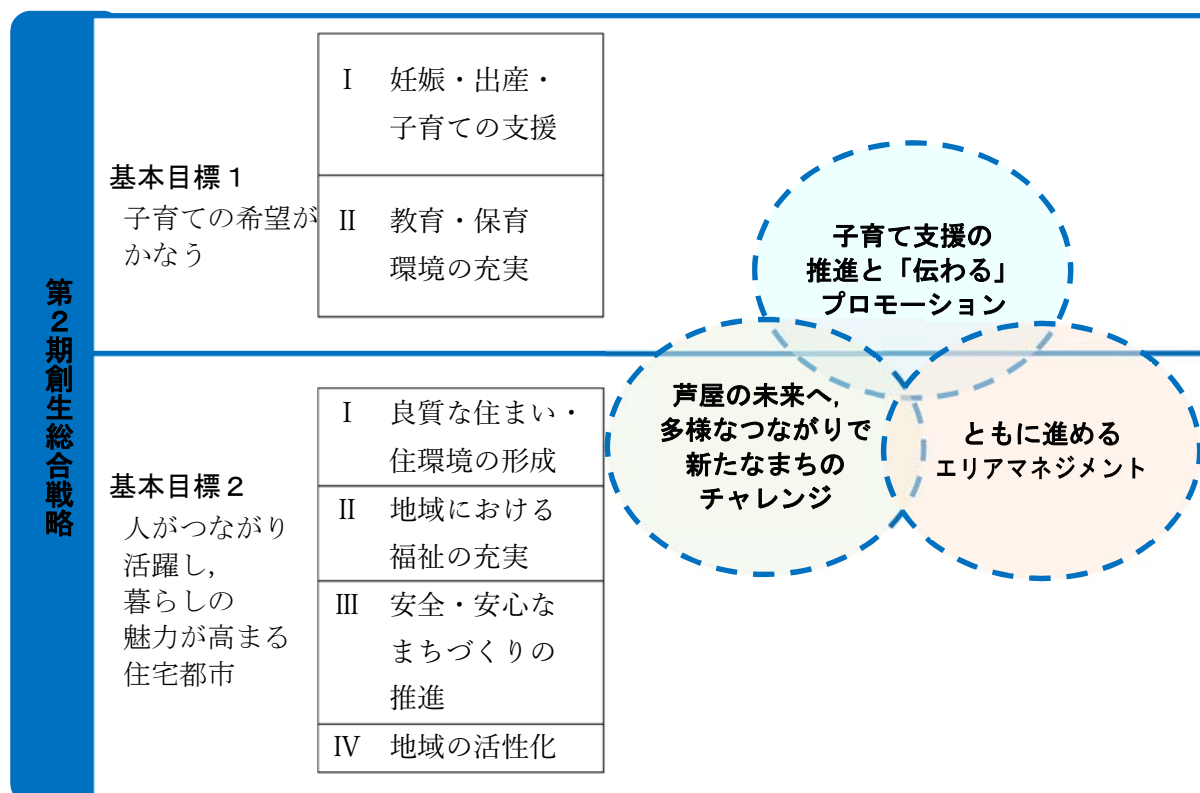 第２期創生総合戦略
基本目標１
子育ての希望が
かなう
Ⅰ 妊娠・出産・
子育ての支援
Ⅱ 教育・保育
環境の充実
基本目標２
人がつながり
活躍し，
暮らしの
魅力が高まる
住宅都市
Ⅰ 良質な住まい・
住環境の形成
Ⅱ 地域における
福祉の充実
Ⅲ 安全・安心な
まちづくりの
推進
Ⅳ 地域の活性化
子育て支援の
推進と「伝わる」
プロモーション
芦屋の未来へ，
多様なつながりで
新たなまちの
チャレンジ
ともに進める
エリアマネジメント